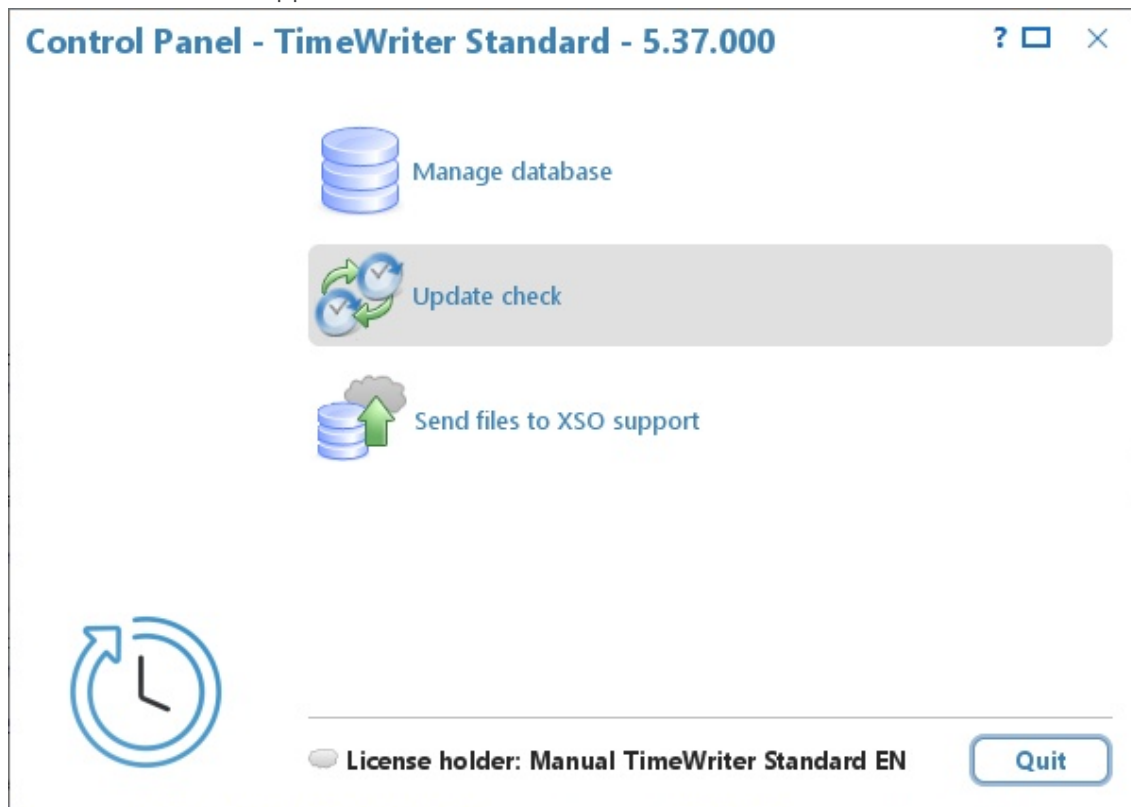 Control Panel - TimeWriter Standard - 5.37.000 ?
Manage database
Update check
Send files to XSO support
License holder: Manual TimeWriter Standard EN
Quit